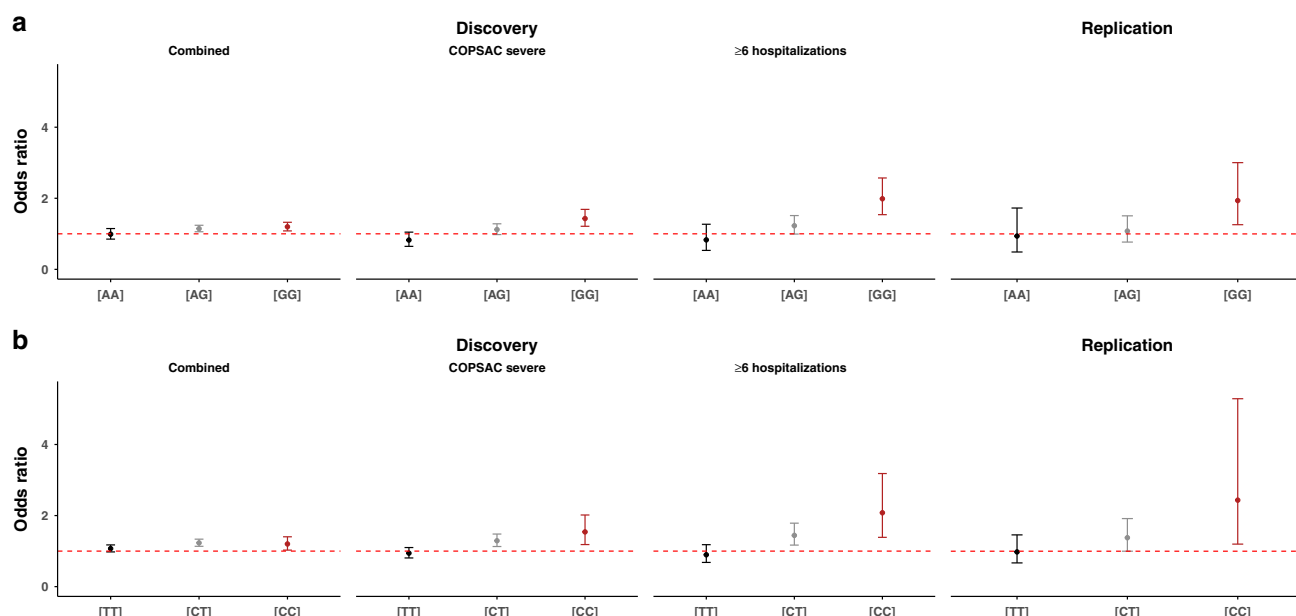 a
Discovery
Replication
Combined
COPSAC severe
≥6 hospitalizations
Odds ratio
4
2
0
[AA]
[AG]
[GG]
[AA]
[AG]
[GG]
[AA]
[AG]
[GG]
[AA]
[AG]
[GG]
b
Discovery
Replication
Combined
COPSAC severe
≥6 hospitalizations
Odds ratio
4
2
0
[TT]
[CT]
[CC]
[TT]
[CT]
[CC]
[TT]
[CT]
[CC]
[TT]
[CT]
[CC]